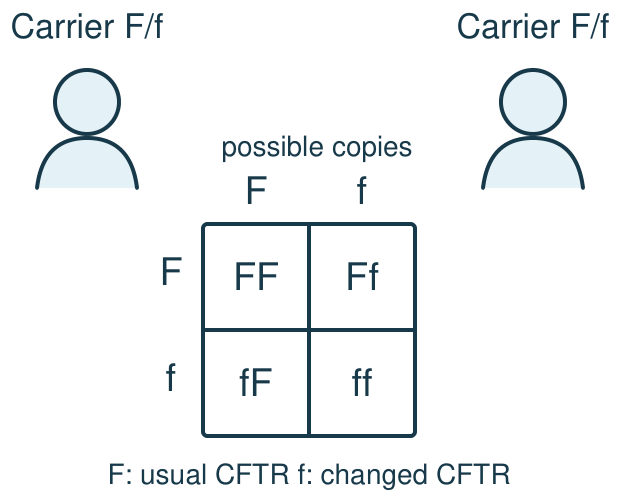 Carrier F/f
Carrier F/f
possible copies
F f
F FF Ff
f fF ff
F: usual CFTR f: changed CFTR